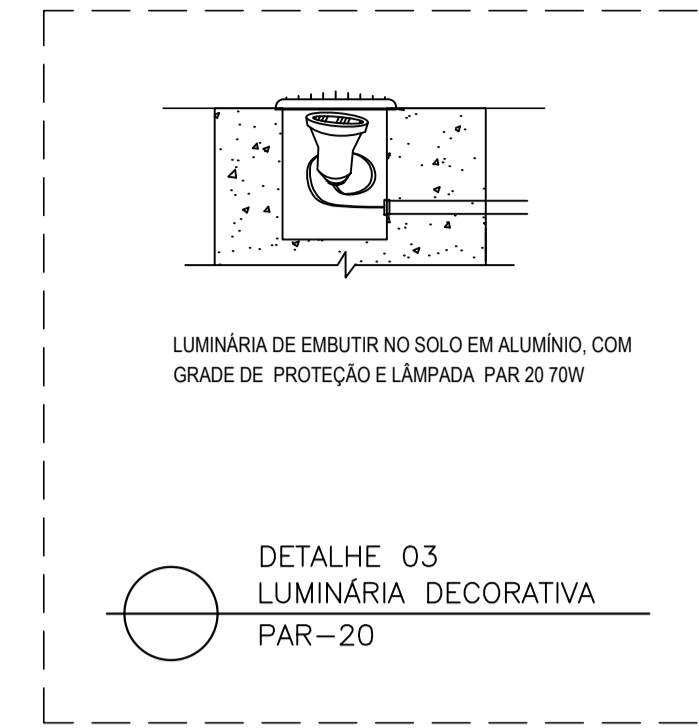 LUMINÁRIA DE EMBUTIR NO SOLO EM ALUMÍNIO, COM
GRADE DE PROTEÇÃO E LÂMPADA PAR 20 70W
DETALHE 03
LUMINÁRIA DECORATIVA
PAR-20